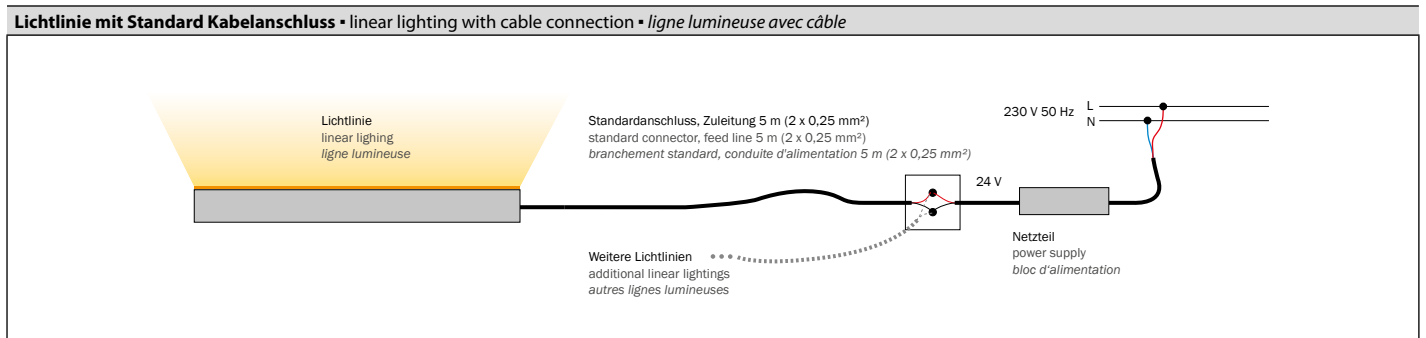 Lichtlinie mit Standard Kabelanschluss ▪ linear lighting with cable connection ▪ ligne lumineuse avec câble
Lichtlinie
linear lighing
ligne lumineuse
Standardanschluss, Zuleitung 5 m (2 x 0,25 mm²)
standard connector, feed line 5 m (2 x 0,25 mm²)
branchement standard, conduite d'alimentation 5 m (2 x 0,25 mm²)
230 V 50 Hz
L
N
24 V
Netzteil
power supply
bloc d‘alimentation
Weitere Lichtlinien
additional linear lightings
autres lignes lumineuses